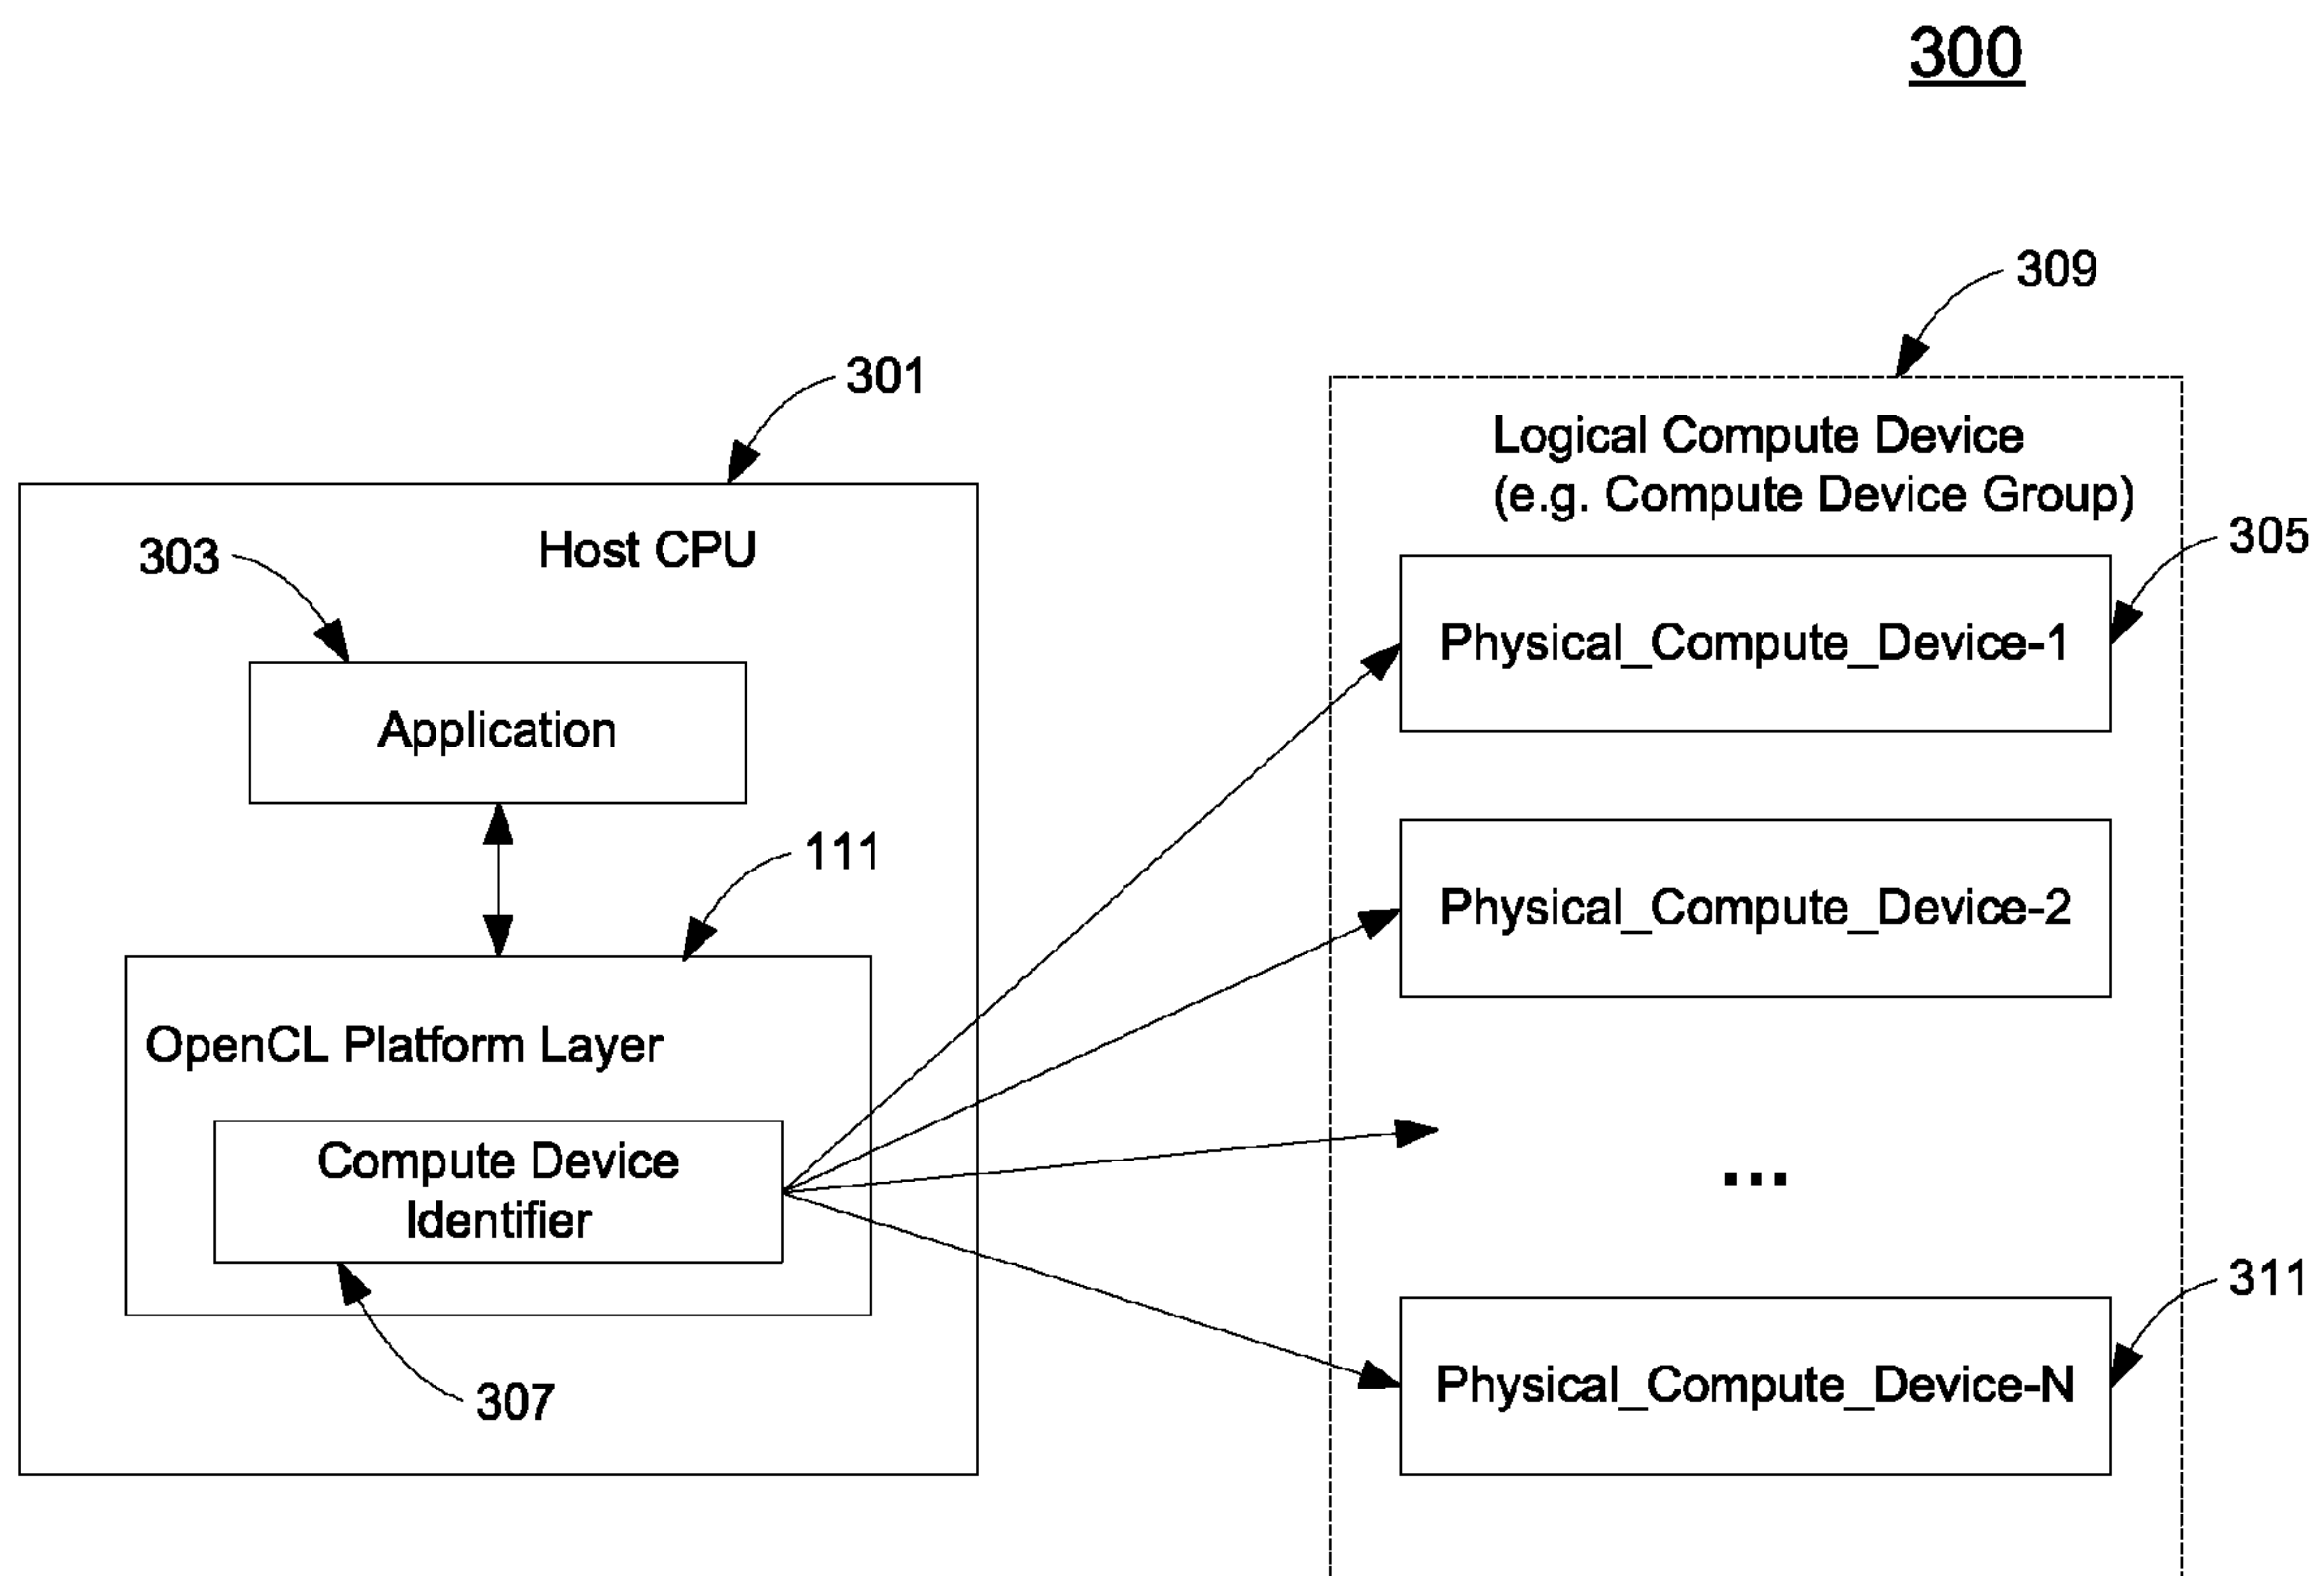 300
309
301
Logical Compute Device
(e.g. Compute Device Group)
Host CPU
303
305
Physical_Compute_Device-1
Application
111
Physical_Compute_Device-2
OpenCL Platform Layer
Compute Device
Identifier
...
307
311
Physical_Compute_Device-N